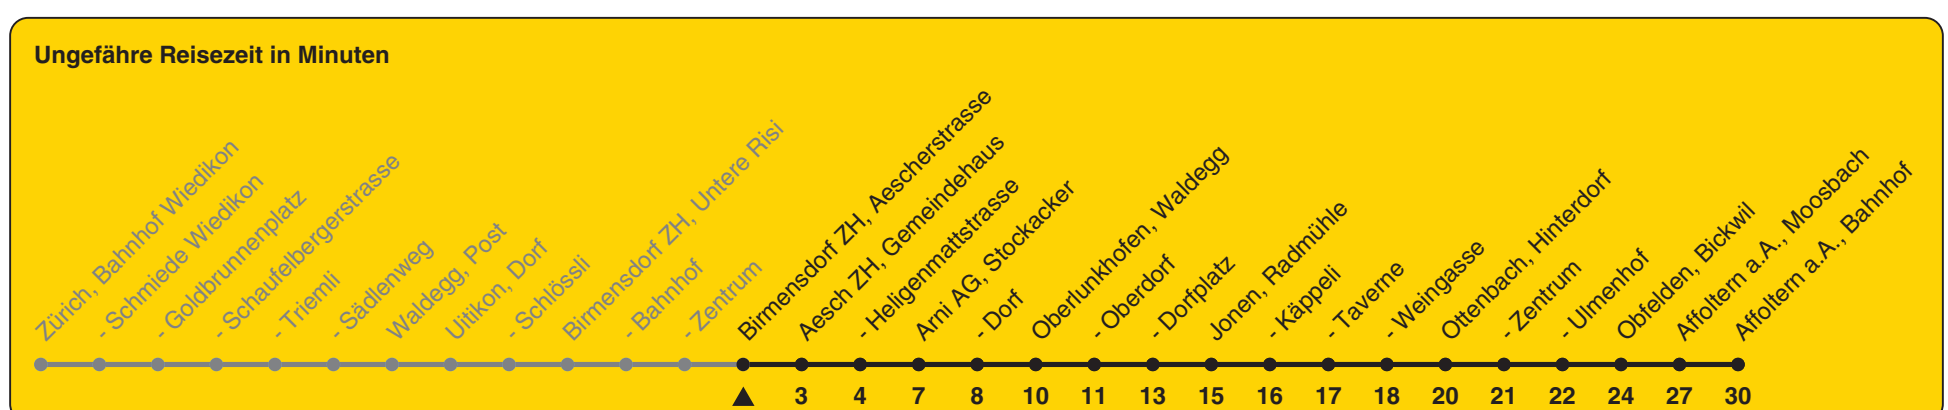 Ungefähre Reisezeit in Minuten
Zürich, Bahnhof Wiedikon
- Schmiede Wiedikon
- Goldbrunnenplatz
- Schaufelbergerstrasse
- Triemli
- Sädlenweg
Waldegg, Post
Uitikon, Dorf
- Schlössli
Birmensdorf ZH, Untere Risi
- Bahnhof
- Zentrum
Birmensdorf ZH, Aescherstrasse
Aesch ZH, Gemeindehaus
- Heligenmattstrasse
Arni AG, Stockacker
- Dorf
Oberlunkhofen, Waldegg
- Oberdorf
- Dorfplatz
Jonen, Radmühle
- Käppeli
- Taverne
- Weingasse
Ottenbach, Hinterdorf
- Zentrum
- Ulmenhof
Obfelden, Bickwil
Affoltern a.A., Moosbach
Affoltern a.A., Bahnhof
3 4 7 8 10 11 13 15 16 17 18 20 21 22 24 27 30